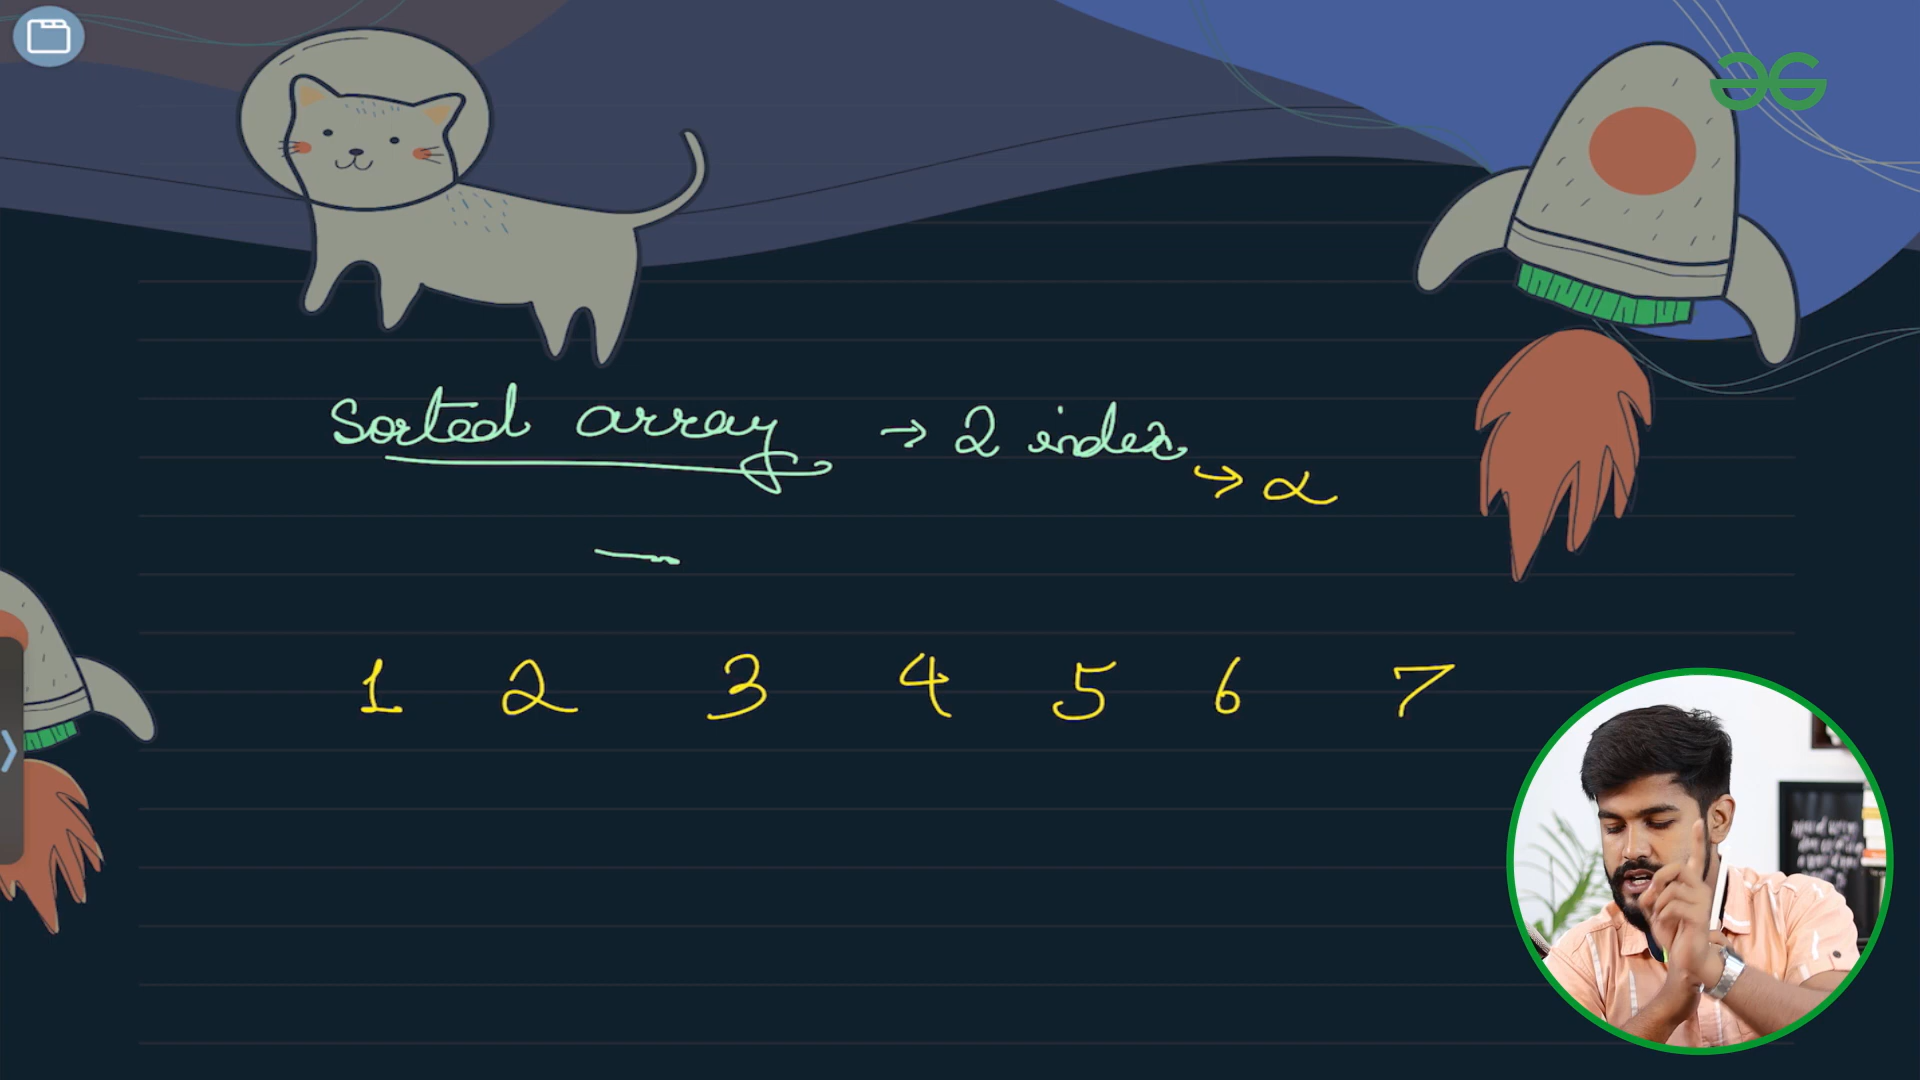 Sorted array → 2 index
→ α
1 2 3 4 5 6 7